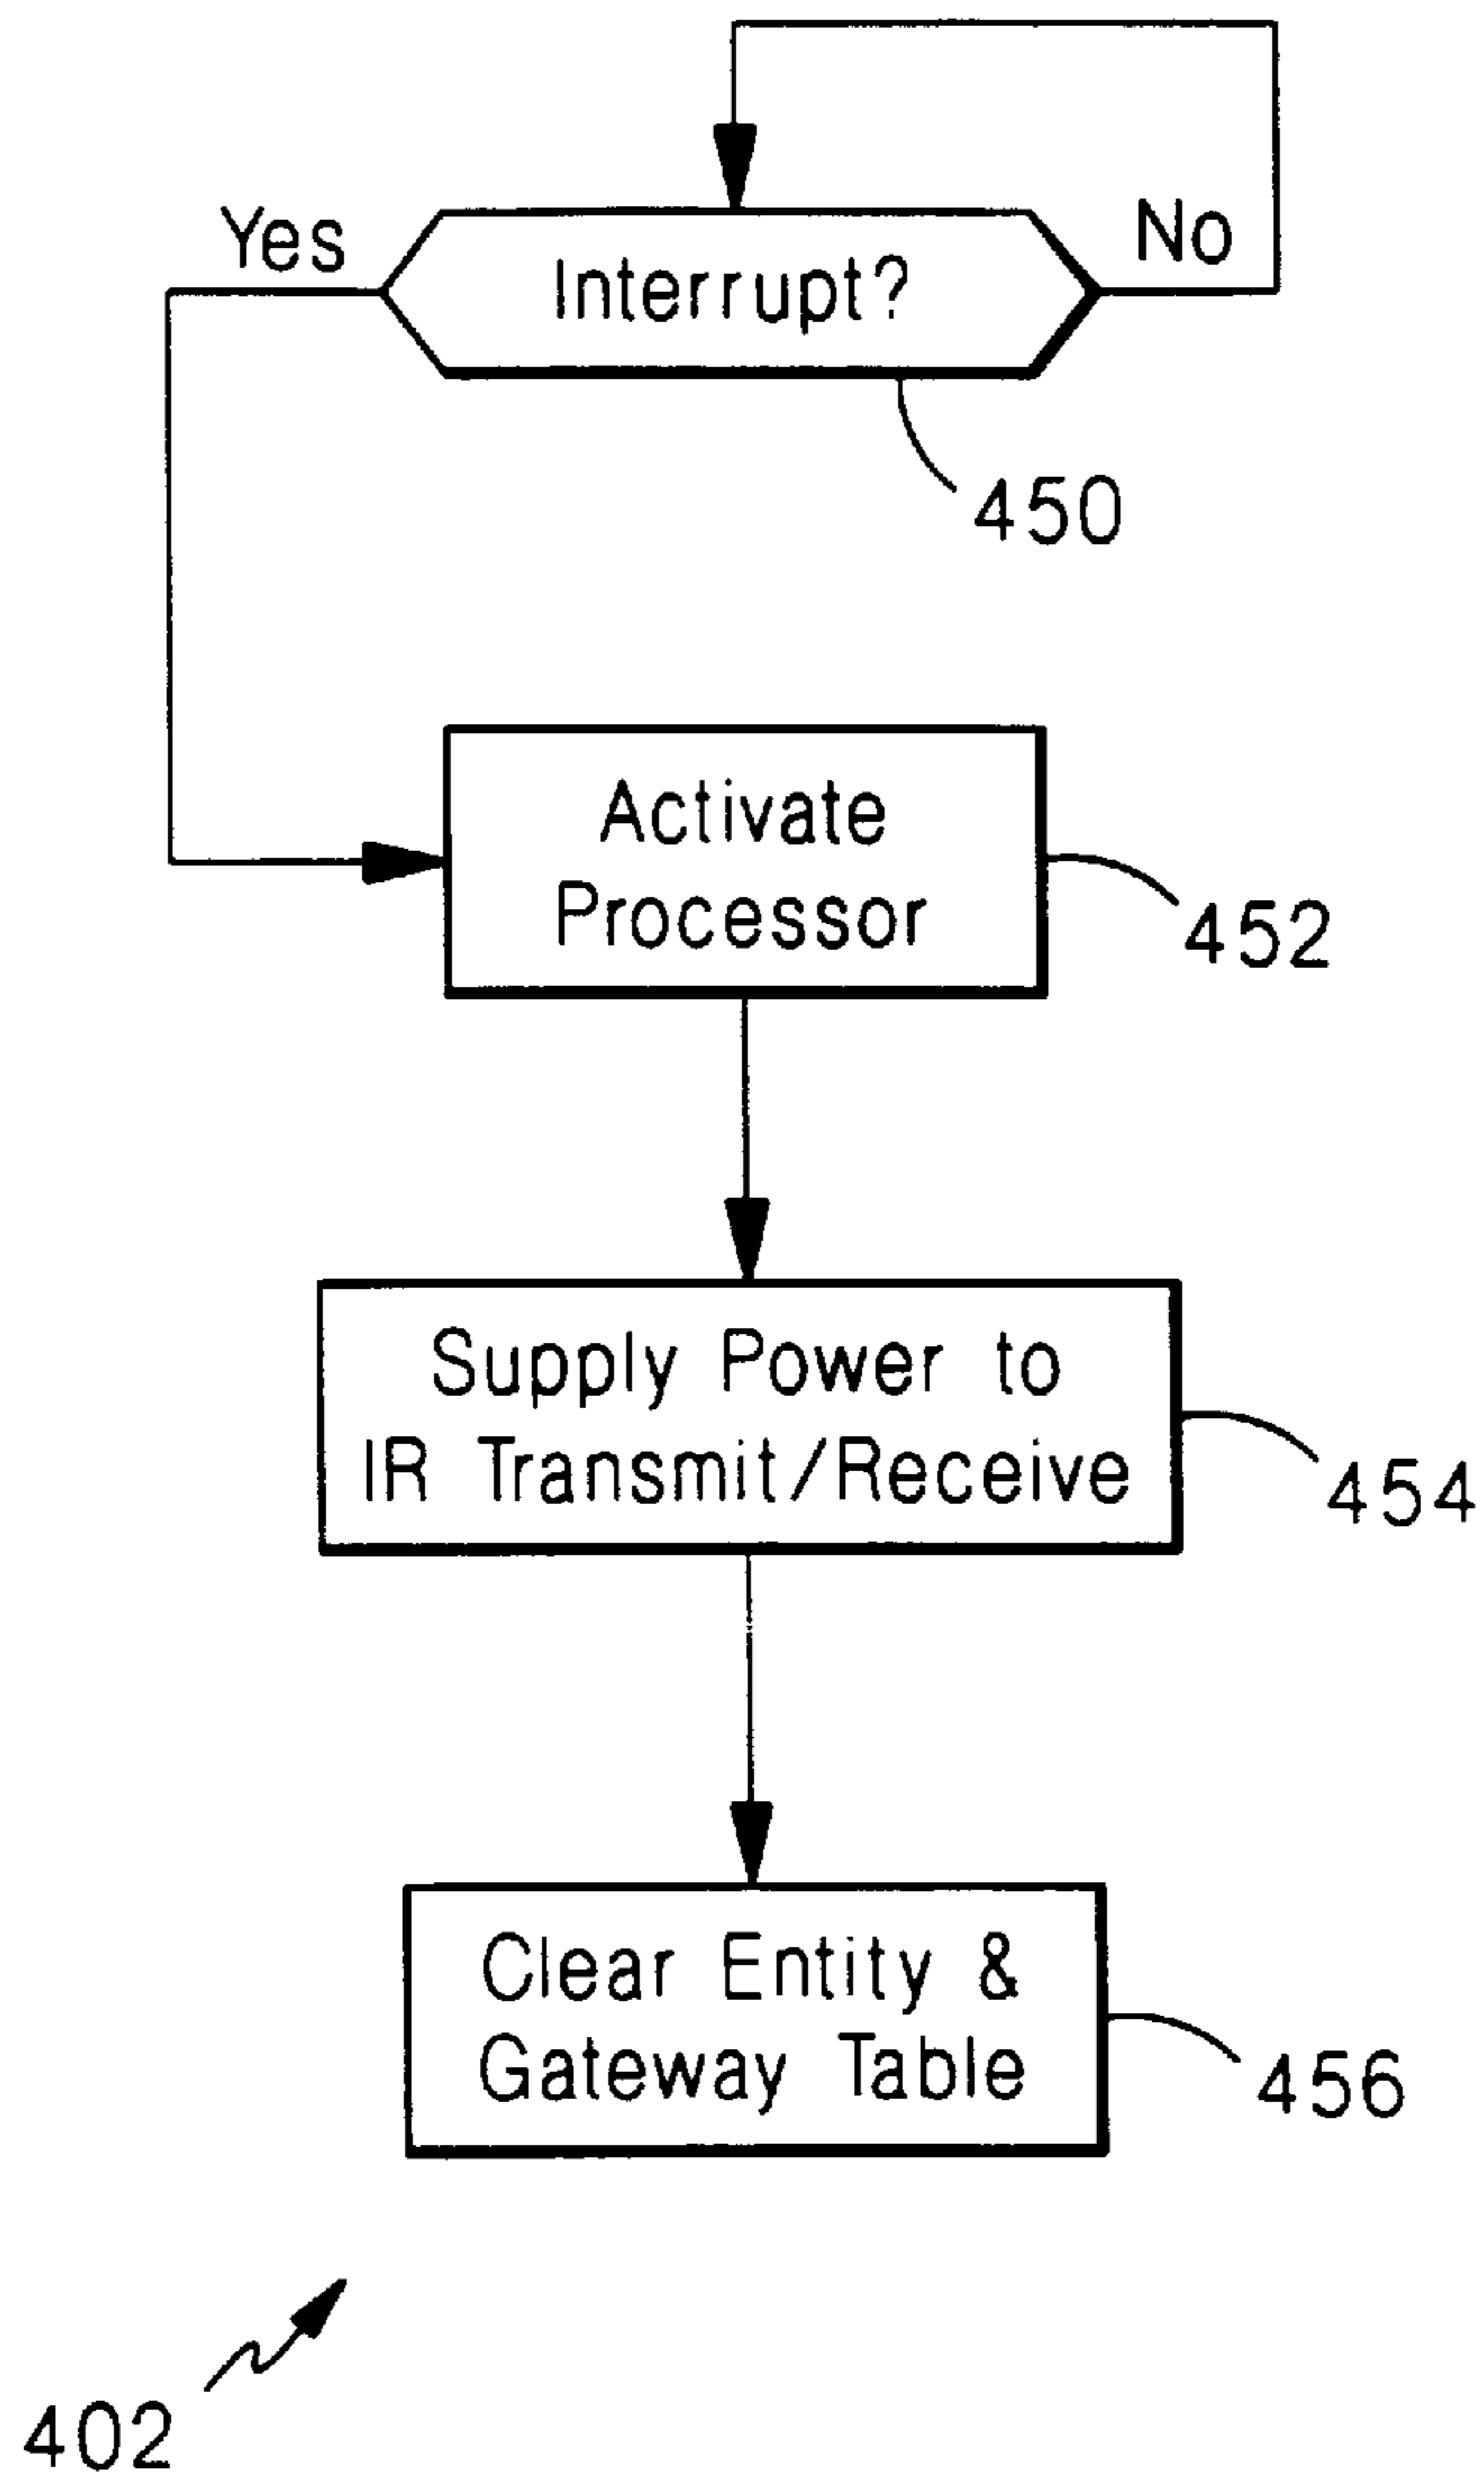 Yes
No
Interrupt?
450
Activate
Processor
452
Supply Power to
IR Transmit/Receive
454
Clear Entity &
Gateway Table
456
402